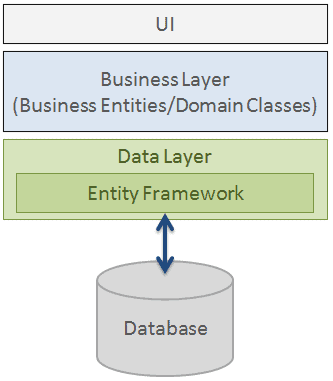 UI
Business Layer
(Business Entities/Domain Classes)
Data Layer
Entity Framework
Database